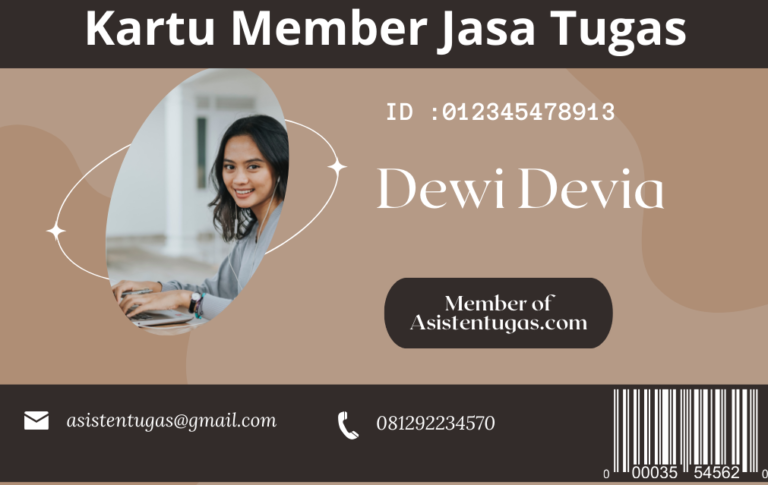 Kartu Member Jasa Tugas
ID :012345478913
Dewi Devia
Member of
Asistentugas.com
asistentugas@gmail.com
081292234570
0 00035 54562 0